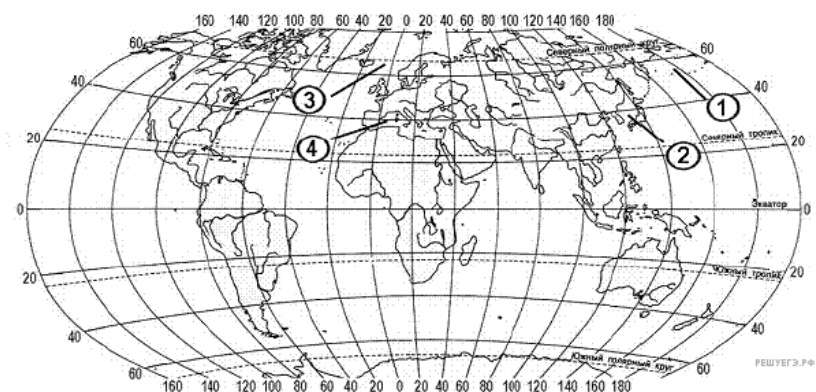 160 140 120 100 80 60 40 20 0 20 40 60 80 100 120 140 160 180
60 Северный полярный круг 60
40 40
3 1
4 2
20 Северный тропик 20
0 Экватор 0
20 Южный тропик 20
40 40
60 Южный полярный круг 60
160 140 120 100 80 60 40 20 0 20 40 60 80 100 120 140 160 180
РЕШУЕГЭ.РФ